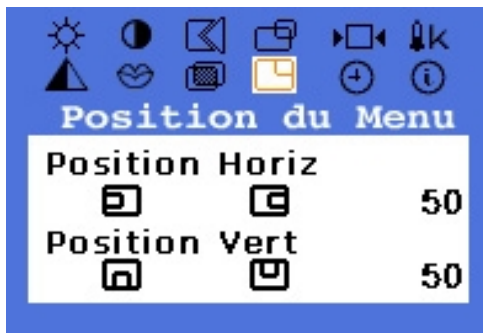 K
Position du Menu
Position Horiz
50
Position Vert
50